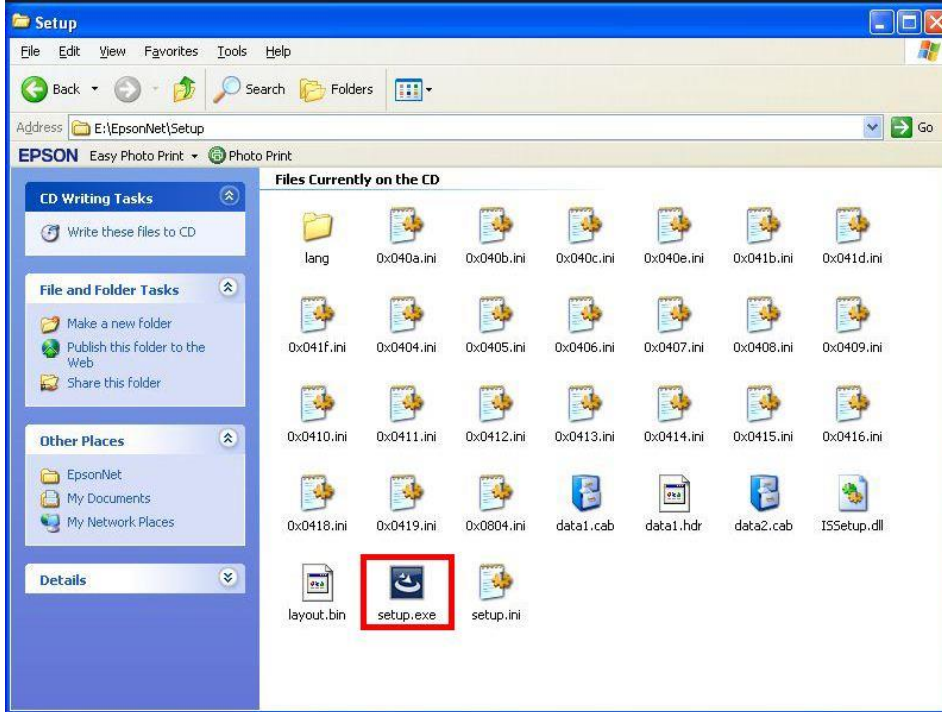 Setup
File Edit View Favorites Tools Help
Back Search Folders
Address E:\EpsonNet\Setup Go
EPSON Easy Photo Print Photo Print
CD Writing Tasks
Write these files to CD
File and Folder Tasks
Make a new folder
Publish this folder to the
Web
Share this folder
Other Places
EpsonNet
My Documents
My Network Places
Details
Files Currently on the CD
lang 0x040a.ini 0x040b.ini 0x040c.ini 0x040e.ini 0x041b.ini 0x041d.ini
0x041f.ini 0x0404.ini 0x0405.ini 0x0406.ini 0x0407.ini 0x0408.ini 0x0409.ini
0x0410.ini 0x0411.ini 0x0412.ini 0x0413.ini 0x0414.ini 0x0415.ini 0x0416.ini
0x0418.ini 0x0419.ini 0x0804.ini data1.cab data1.hdr data2.cab ISSetup.dll
layout.bin setup.exe setup.ini